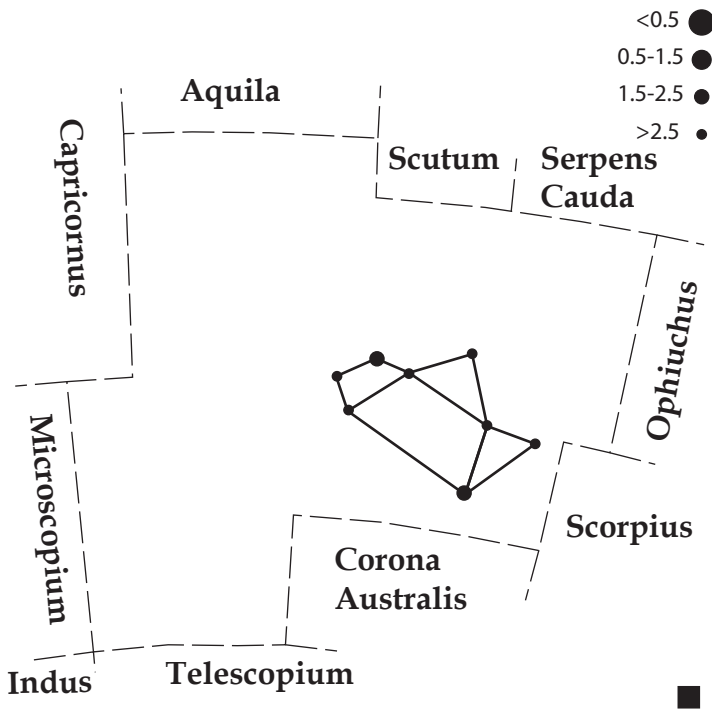 <0.5
0.5-1.5
1.5-2.5
>2.5
Aquila
Capricornus
Scutum
Serpens
Cauda
Ophiuchus
Microscopium
Scorpius
Corona
Australis
Telescopium
Indus